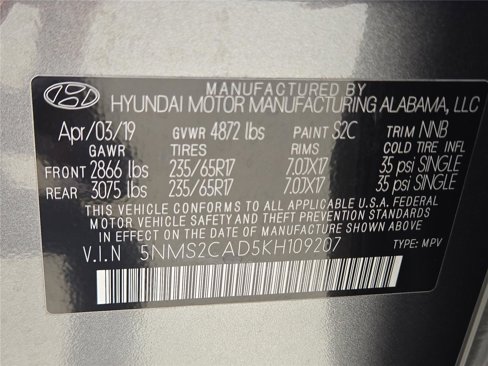 MANUFACTURED BY
HYUNDAI MOTOR MANUFACTURING ALABAMA, LLC
Apr/03/19 GVWR 4872 lbs PAINT S2C TRIM NNB
GAWR TIRES RIMS COLD TIRE INFL
FRONT 2866 lbs 235/65R17 7.0JX17 35 psi SINGLE
REAR 3075 lbs 235/65R17 7.0JX17 35 psi SINGLE
THIS VEHICLE CONFORMS TO ALL APPLICABLE U.S.A. FEDERAL
MOTOR VEHICLE SAFETY AND THEFT PREVENTION STANDARDS
IN EFFECT ON THE DATE OF MANUFACTURE SHOWN ABOVE.
V.I.N 5NMS2CAD5KH109207 TYPE: MPV